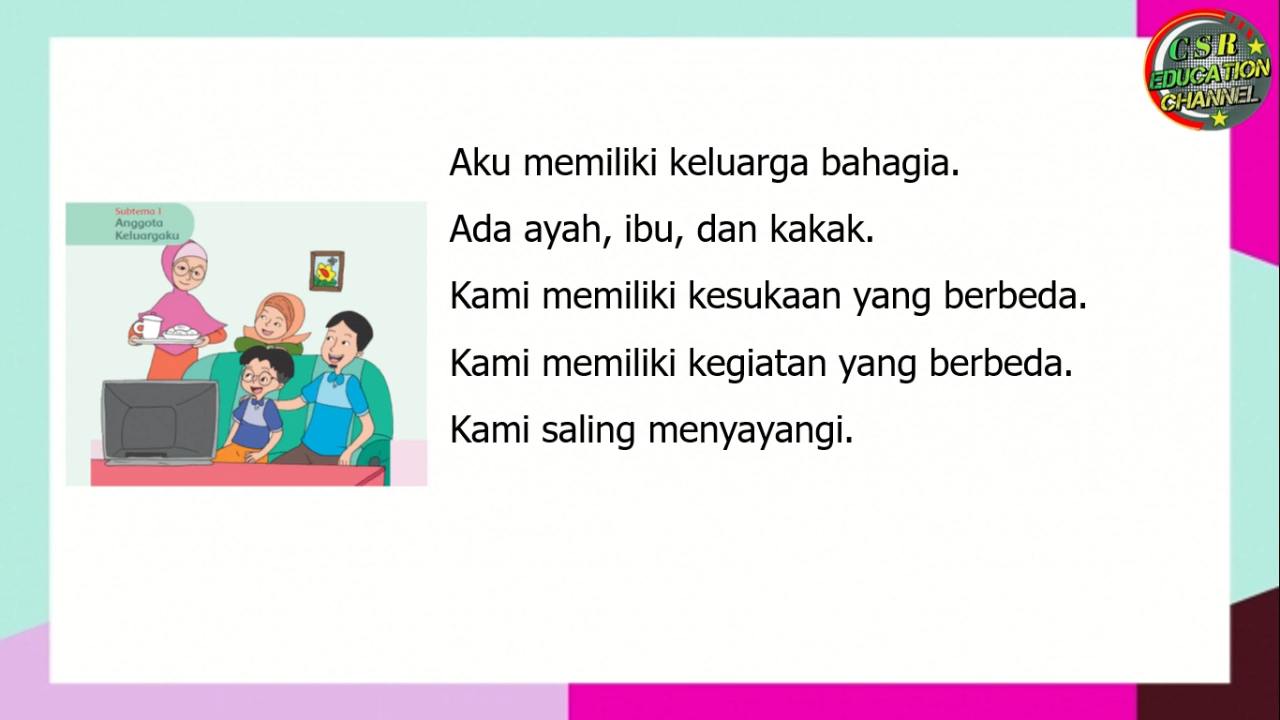 CSR
EDUCATION
CHANNEL
Subtema 1
Anggota
Keluargaku
Aku memiliki keluarga bahagia.
Ada ayah, ibu, dan kakak.
Kami memiliki kesukaan yang berbeda.
Kami memiliki kegiatan yang berbeda.
Kami saling menyayangi.